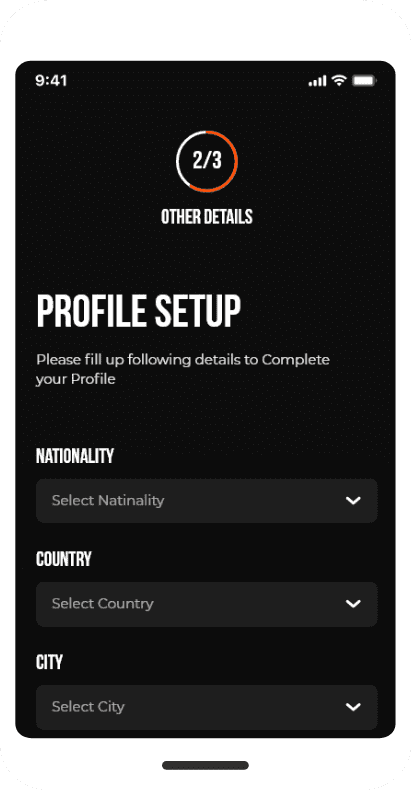 9:41
2/3
OTHER DETAILS
PROFILE SETUP
Please fill up following details to Complete
your Profile
NATIONALITY
Select Natinality
COUNTRY
Select Country
CITY
Select City